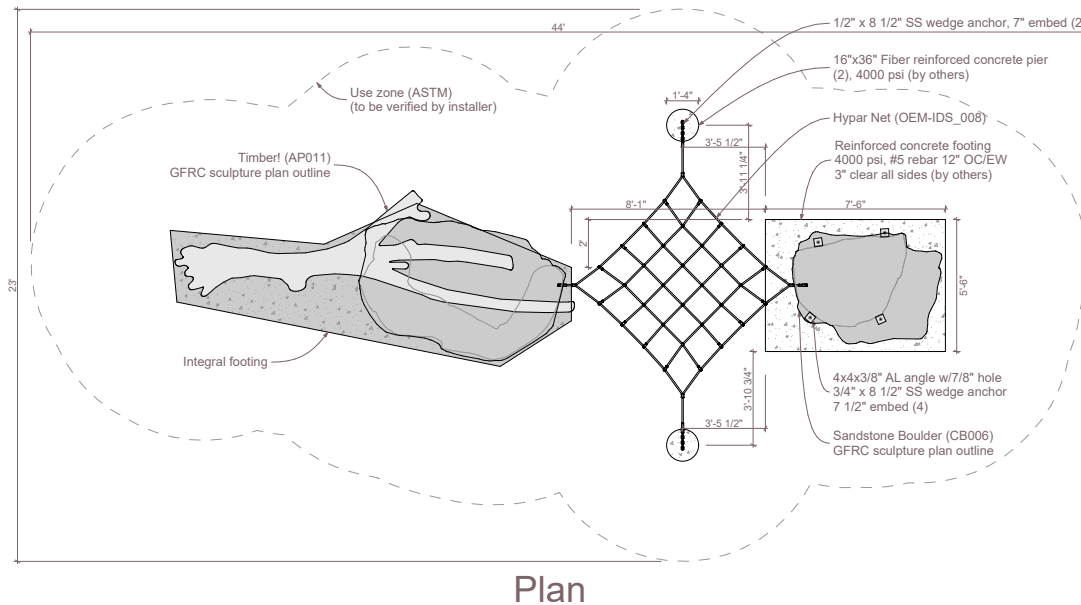 44'
1/2" x 8 1/2" SS wedge anchor, 7" embed (2
16"x36" Fiber reinforced concrete pier
(2), 4000 psi (by others)
Use zone (ASTM)
(to be verified by installer)
1'-4"
Hypar Net (OEM-IDS_008)
3'-5 1/2"
Reinforced concrete footing
4000 psi, #5 rebar 12" OC/EW
3" clear all sides (by others)
Timber! (AP011)
GFRC sculpture plan outline
3'-11 1/4"
8'-1"
7'-6"
2'
23'
5'-6"
Integral footing
3'-10 3/4"
4x4x3/8" AL angle w/7/8" hole
3/4" x 8 1/2" SS wedge anchor
7 1/2" embed (4)
3'-5 1/2"
Sandstone Boulder (CB006)
GFRC sculpture plan outline
Plan